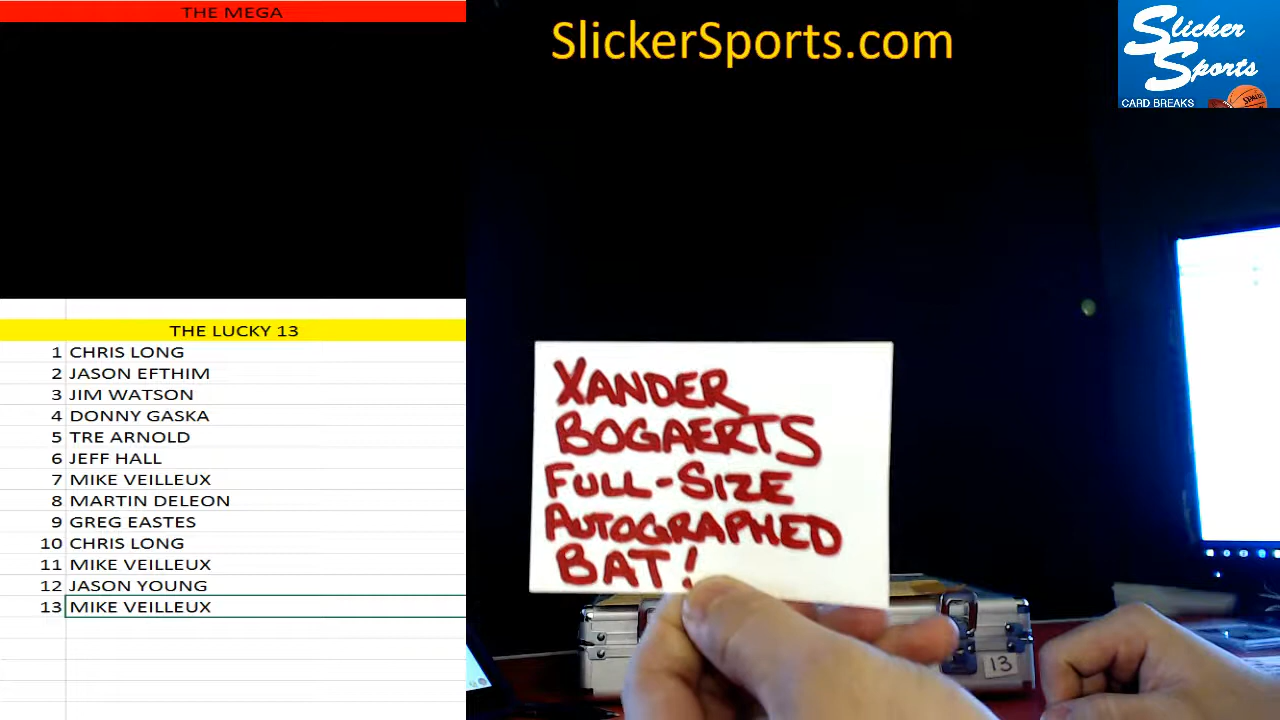 THE MEGA
SlickerSports.com
Slicker
Sports
CARD BREAKS
SPALDING
THE LUCKY 13
1 CHRIS LONG
2 JASON EFTHIM
3 JIM WATSON
4 DONNY GASKA
5 TRE ARNOLD
6 JEFF HALL
7 MIKE VEILLEUX
8 MARTIN DELEON
9 GREG EASTES
10 CHRIS LONG
11 MIKE VEILLEUX
12 JASON YOUNG
13 MIKE VEILLEUX
XANDER
BOGAERTS
FULL-SIZE
AUTOGRAPHED
BAT!
13